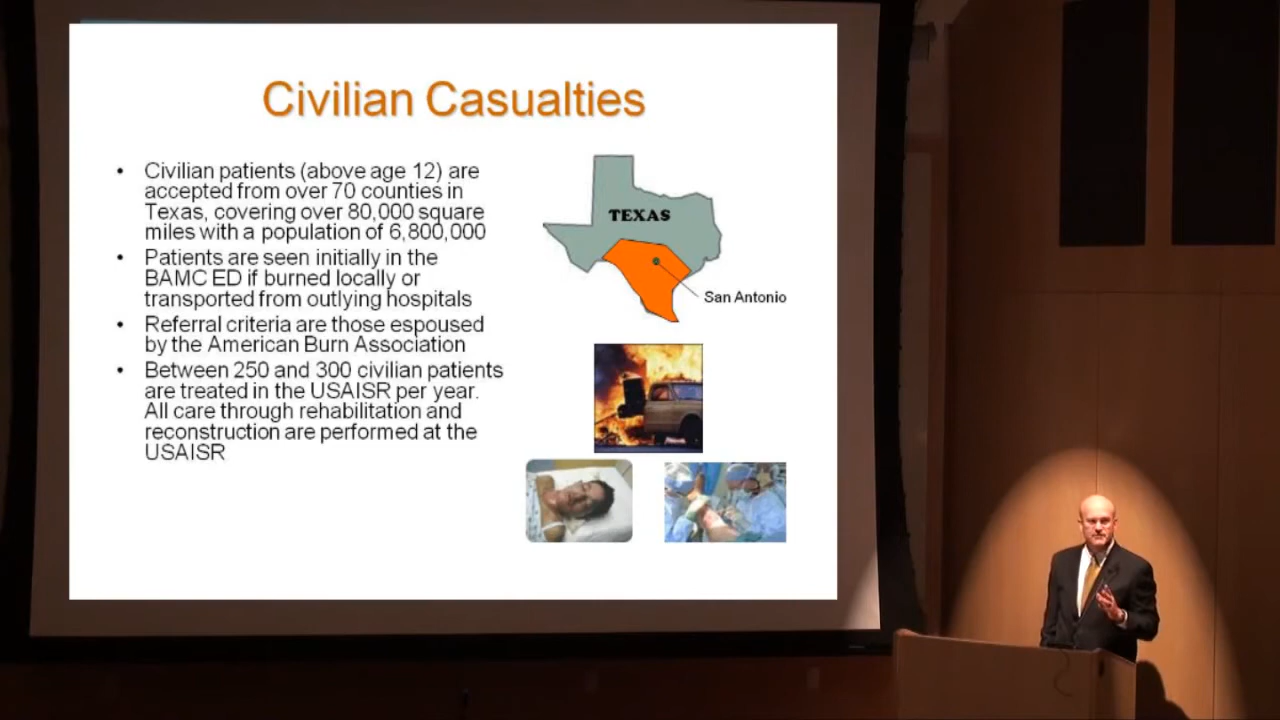 Civilian Casualties
• Civilian patients (above age 12) are
accepted from over 70 counties in
Texas, covering over 80,000 square
miles with a population of 6,800,000
• Patients are seen initially in the
BAMC ED if burned locally or
transported from outlying hospitals
• Referral criteria are those espoused
by the American Burn Association
• Between 250 and 300 civilian patients
are treated in the USAISR per year.
All care through rehabilitation and
reconstruction are performed at the
USAISR
TEXAS
San Antonio